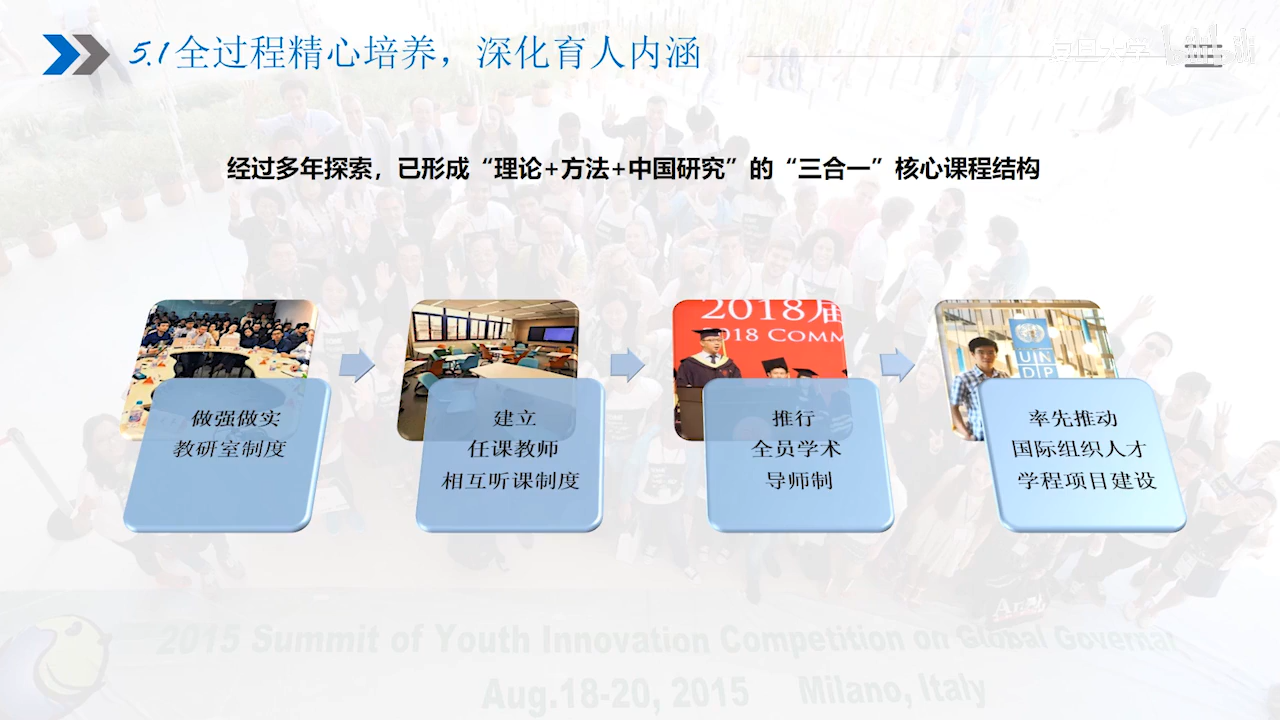 5.1全过程精心培养，深化育人内涵
复旦大学
经过多年探索，已形成“理论+方法+中国研究”的“三合一”核心课程结构
2018届
2018 COMM
UN
DP
做强做实
教研室制度
建立
任课教师
相互听课制度
推行
全员学术
导师制
率先推动
国际组织人才
学程项目建设
2015 Summit of Youth Innovation Competition on Global Governan
Aug.18-20, 2015 Milano, Italy